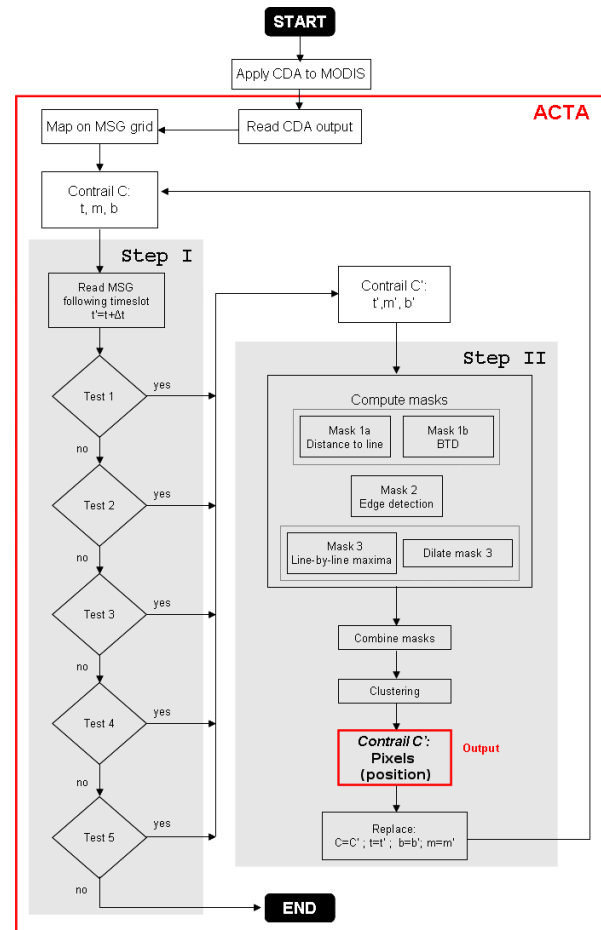 START
Apply CDA to MODIS
ACTA
Map on MSG grid
Read CDA output
Contrail C:
t, m, b
Step I
Read MSG
following timeslot
t'=t+Δt
Test 1
yes
no
Test 2
yes
no
Test 3
yes
no
Test 4
yes
no
Test 5
yes
no
END
Contrail C':
t',m', b'
Step II
Compute masks
Mask 1a
Distance to line
Mask 1b
BTD
Mask 2
Edge detection
Mask 3
Line-by-line maxima
Dilate mask 3
Combine masks
Clustering
Contrail C':
Pixels
(position)
Output
Replace:
C=C' ; t=t' ; b=b'; m=m'